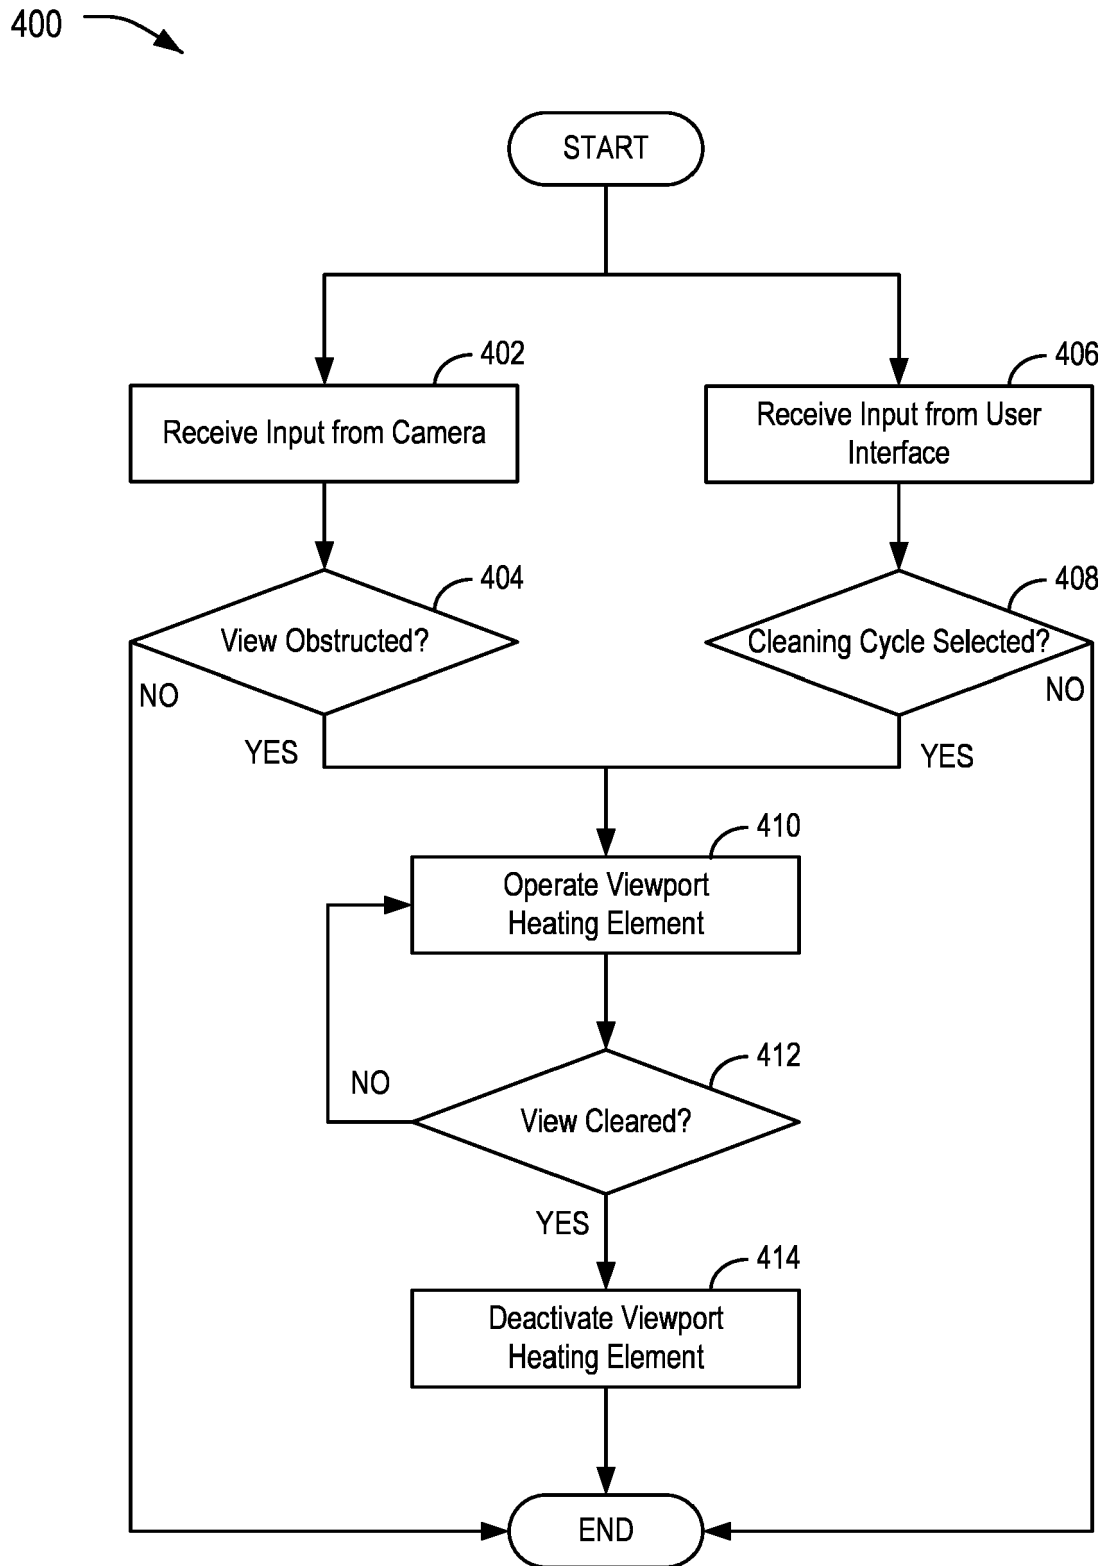 400
START
402
Receive Input from Camera
406
Receive Input from User
Interface
404
View Obstructed?
408
Cleaning Cycle Selected?
NO
NO
YES
YES
410
Operate Viewport
Heating Element
412
NO
View Cleared?
YES
414
Deactivate Viewport
Heating Element
END